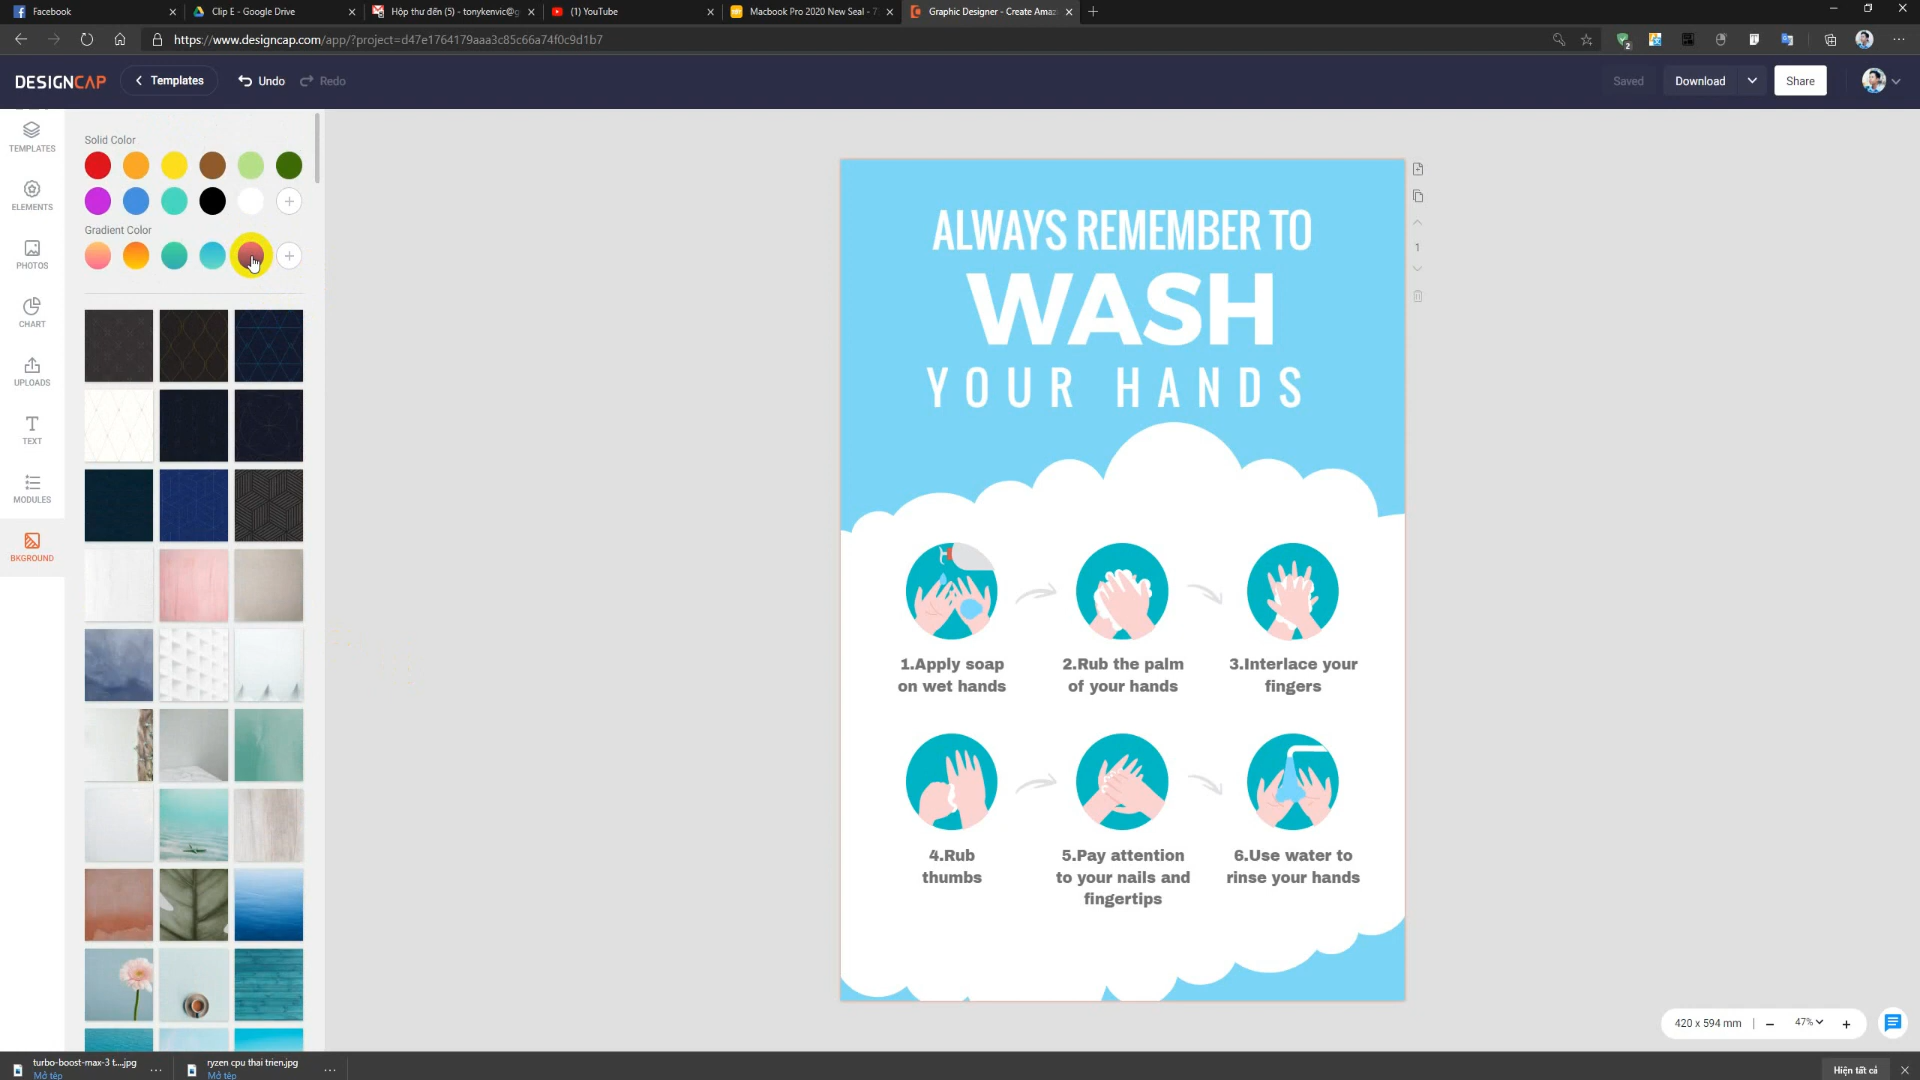 Facebook
Clip E - Google Drive
Hộp thư đến (5) - tonykenvic@g
(1) YouTube
Macbook Pro 2020 New Seal - 7
Graphic Designer - Create Amaz
https://www.designcap.com/app/?project=d47e1764179aaa3c85c66a74f0c9d1b7
DESIGNCAP
Templates
Undo
Redo
Saved
Download
Share
TEMPLATES
ELEMENTS
PHOTOS
CHART
UPLOADS
TEXT
MODULES
BKGROUND
Solid Color
Gradient Color
ALWAYS REMEMBER TO
WASH
YOUR HANDS
1
1.Apply soap
on wet hands
2.Rub the palm
of your hands
3.Interlace your
fingers
4.Rub
thumbs
5.Pay attention
to your nails and
fingertips
6.Use water to
rinse your hands
420 x 594 mm
47%
turbo-boost-max-3 t....jpg
Mở tệp
ryzen cpu thai trien.jpg
Mở tệp
Hiện tất cả